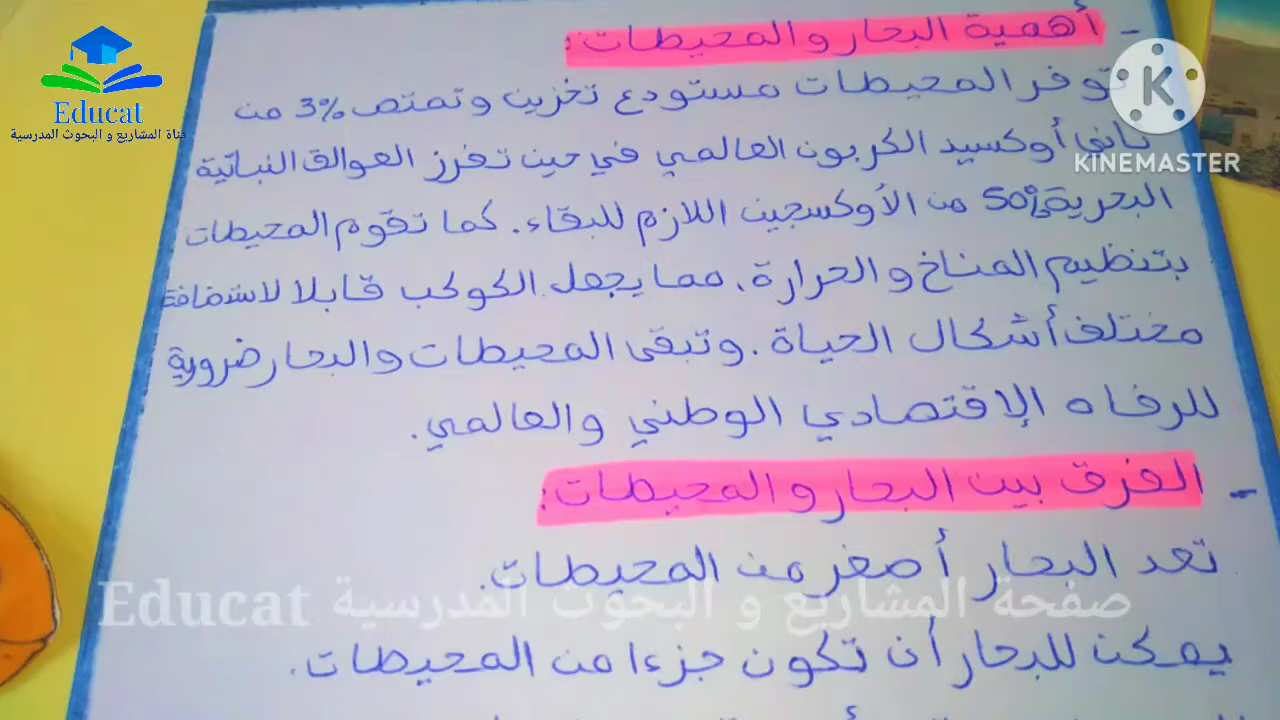 Educat
قناة المشاريع و البحوث المدرسية
K
KINEMASTER
- أهمية البحار والمحيطات:
توفر المحيطات مستودع تخزين وتمتص 3% من
ثاني أوكسيد الكربون العالمي في حين تفرز العوالق النباتية
البحرية 50% من الأوكسجين اللازم للبقاء. كما تقوم المحيطات
بتنظيم المناخ والحرارة، مما يجعل الكوكب قابلا لاستضافة
مختلف أشكال الحياة. وتبقى المحيطات والبحار ضرورية
للرفاه الإقتصادي الوطني والعالمي.
- الفرق بين البحار والمحيطات:
تعد البحار أصغر من المحيطات.
صفحة المشاريع و البحوث المدرسية Educat
يمكن للبحار أن تكون جزءا من المحيطات.